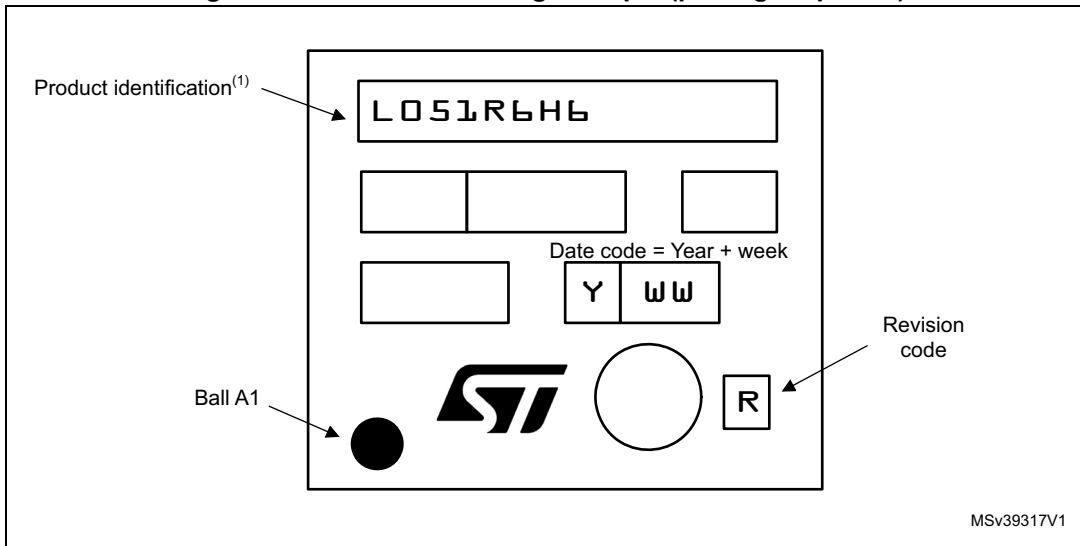 Product identification(1)
L051R6H6
Date code = Year + week
Y WW
Revision
code
Ball A1
R
MSv39317V1